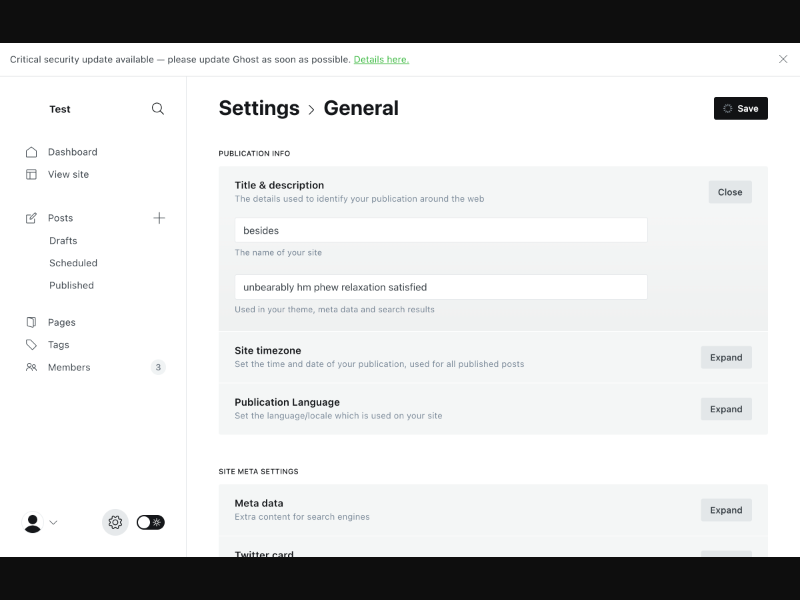 Critical security update available — please update Ghost as soon as possible. Details here.
Test
Settings > General
Save
Dashboard
View site
Posts
Drafts
Scheduled
Published
Pages
Tags
Members 3
PUBLICATION INFO
Title & description
The details used to identify your publication around the web
Close
besides
The name of your site
unbearably hm phew relaxation satisfied
Used in your theme, meta data and search results
Site timezone
Set the time and date of your publication, used for all published posts
Expand
Publication Language
Set the language/locale which is used on your site
Expand
SITE META SETTINGS
Meta data
Extra content for search engines
Expand
Twitter card